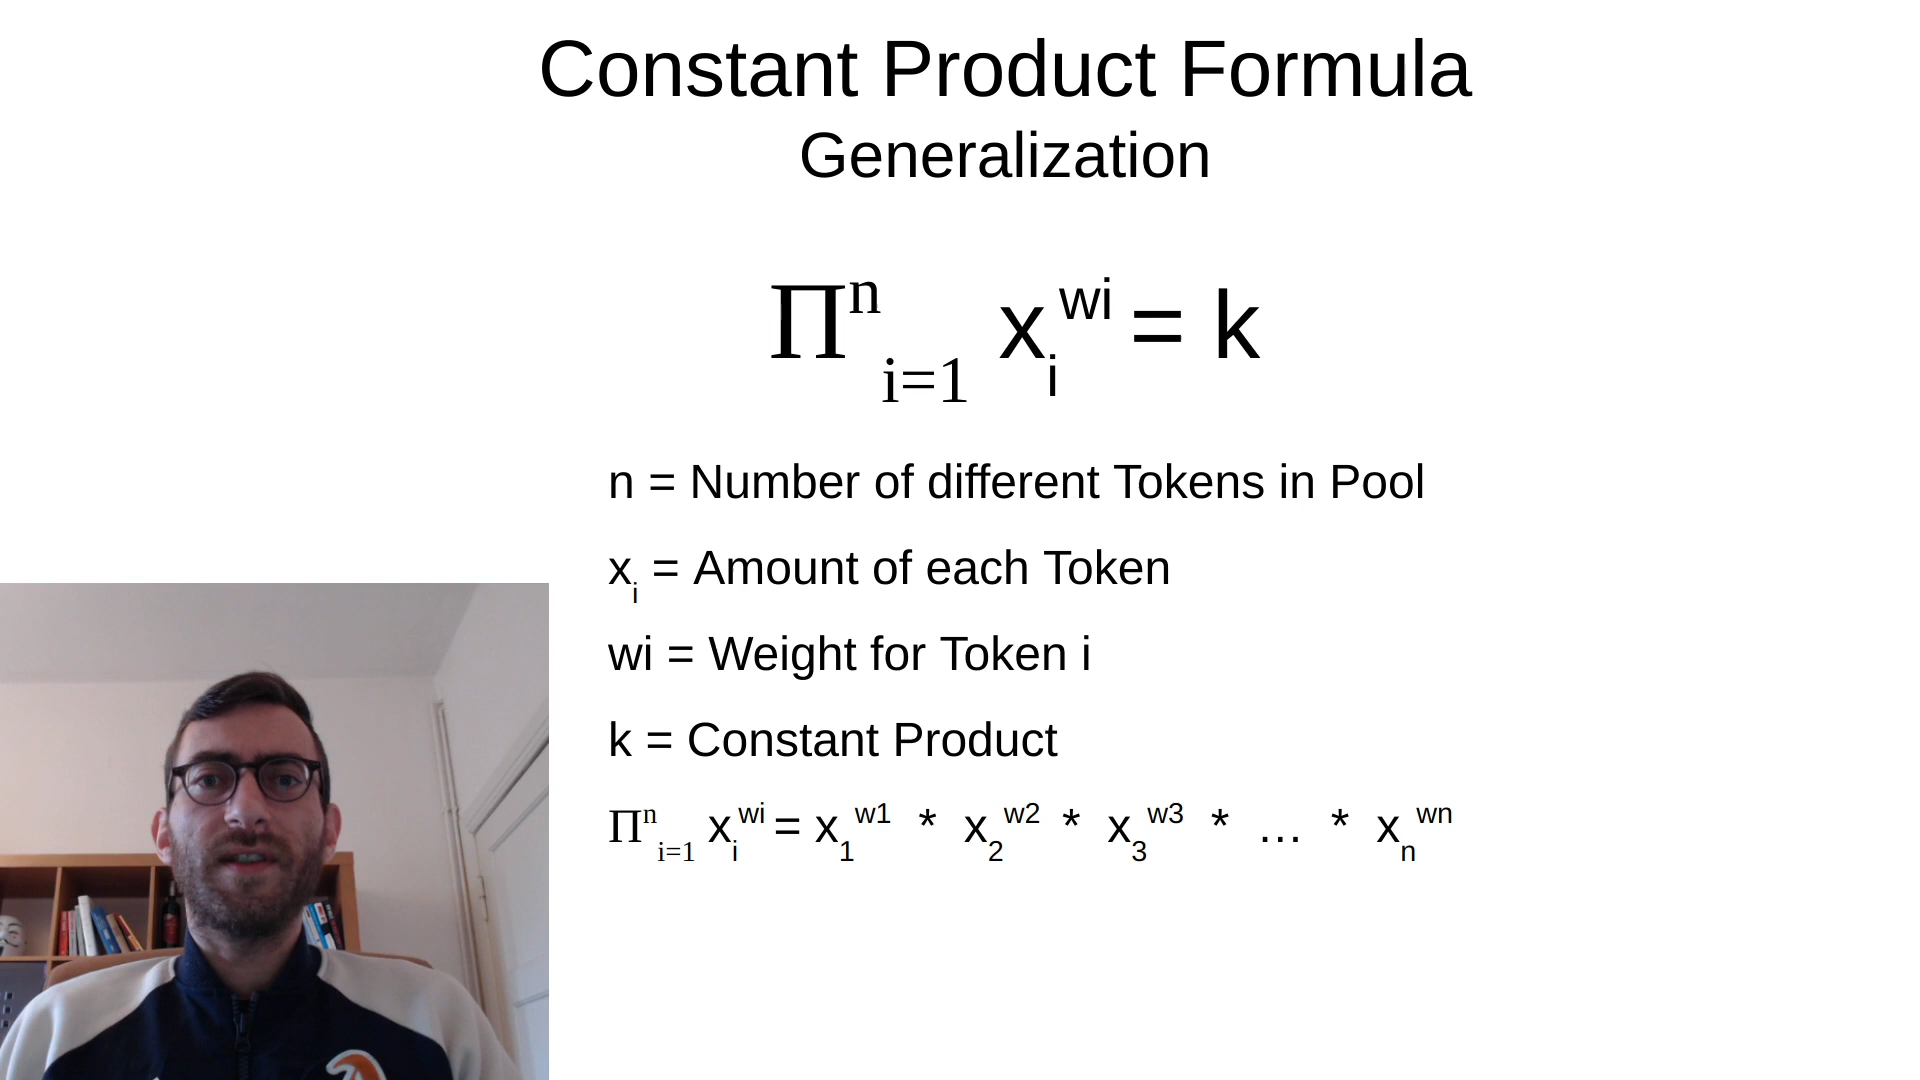 Constant Product Formula
Generalization
Πⁿᵢ₌₁ xᵢʷⁱ = k
n = Number of different Tokens in Pool
xᵢ = Amount of each Token
wi = Weight for Token i
k = Constant Product
Πⁿᵢ₌₁ xᵢʷⁱ = x₁ʷ¹ * x₂ʷ² * x₃ʷ³ * … * xₙʷⁿ